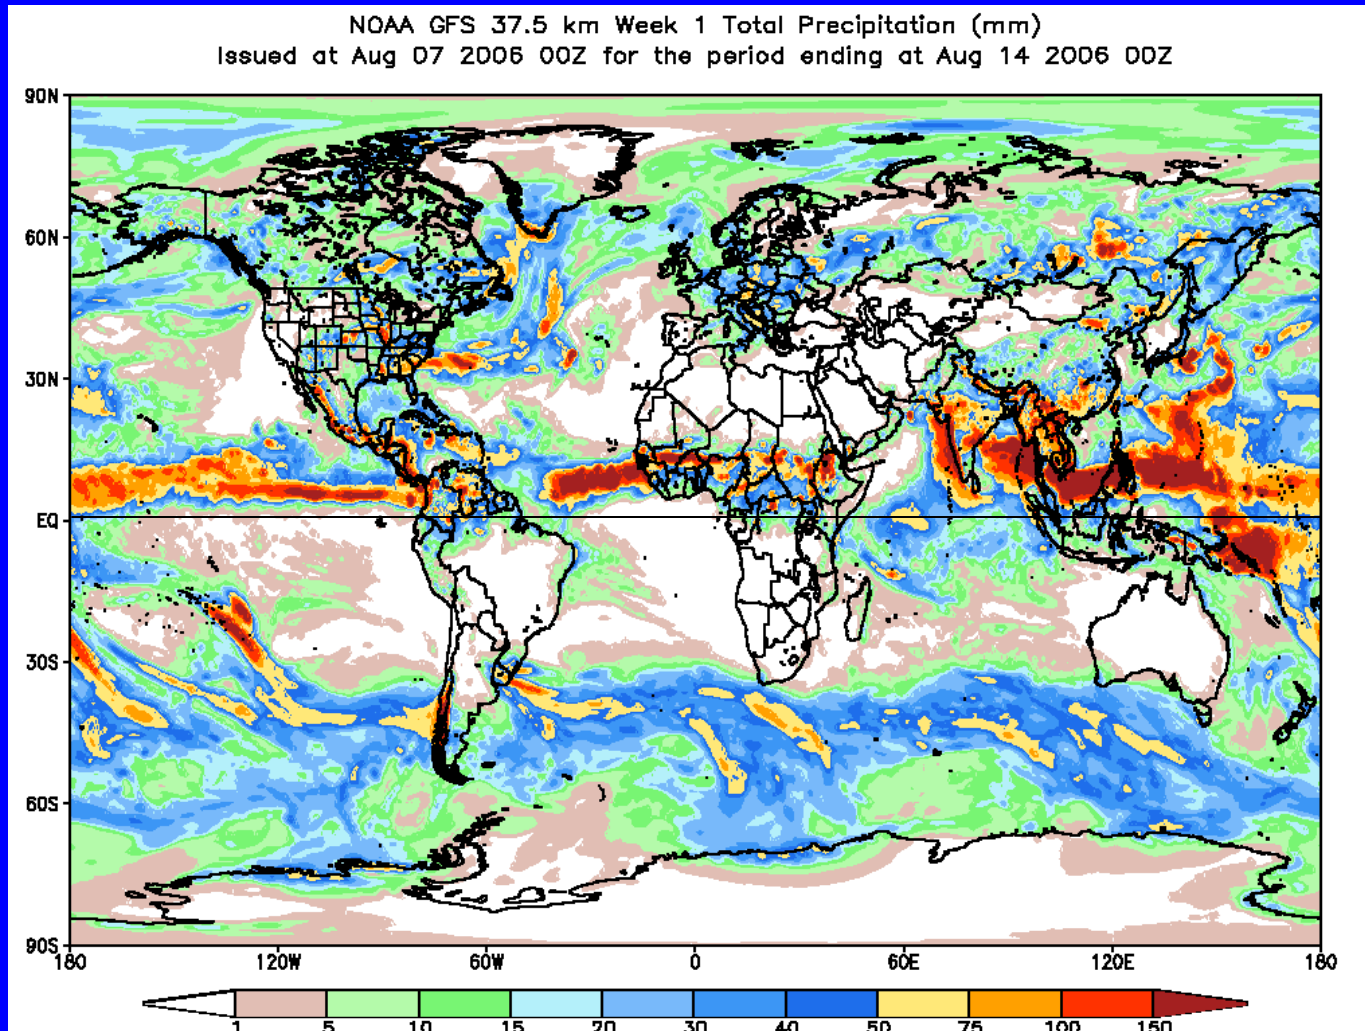 NOAA GFS 37.5 km Week 1 Total Precipitation (mm)
Issued at Aug 07 2006 00Z for the period ending at Aug 14 2006 00Z
90N
60N
30N
EQ
30S
60S
90S
180 120W 60W 0 60E 120E 180
1 5 10 15 20 30 40 50 75 100 150